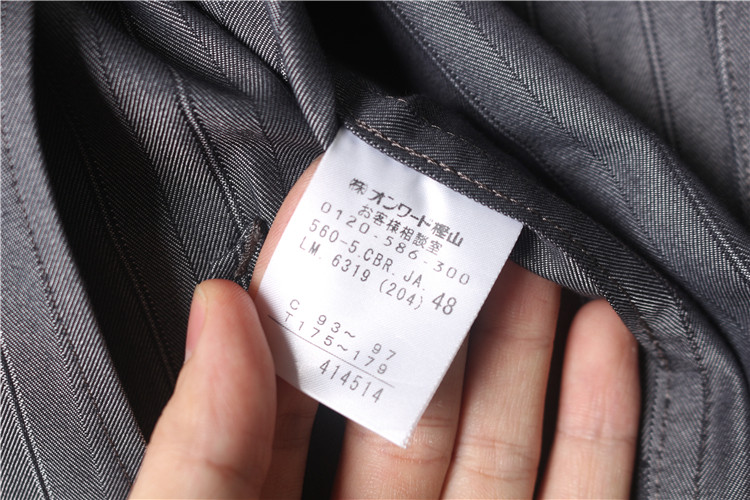 (株)オンワード樫山
お客様相談室
0120-586-300
560-5.CBR. JA. 48
LM. 6319 (204)
C 93～ 97
T175～179
414514